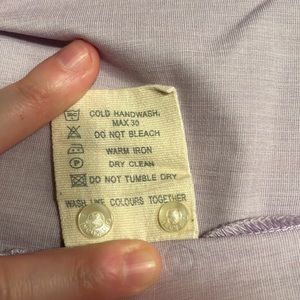 COLD HANDWASH,
MAX 30
DO NOT BLEACH
WARM IRON
P DRY CLEAN
DO NOT TUMBLE DRY
WASH LIKE COLOURS TOGETHER